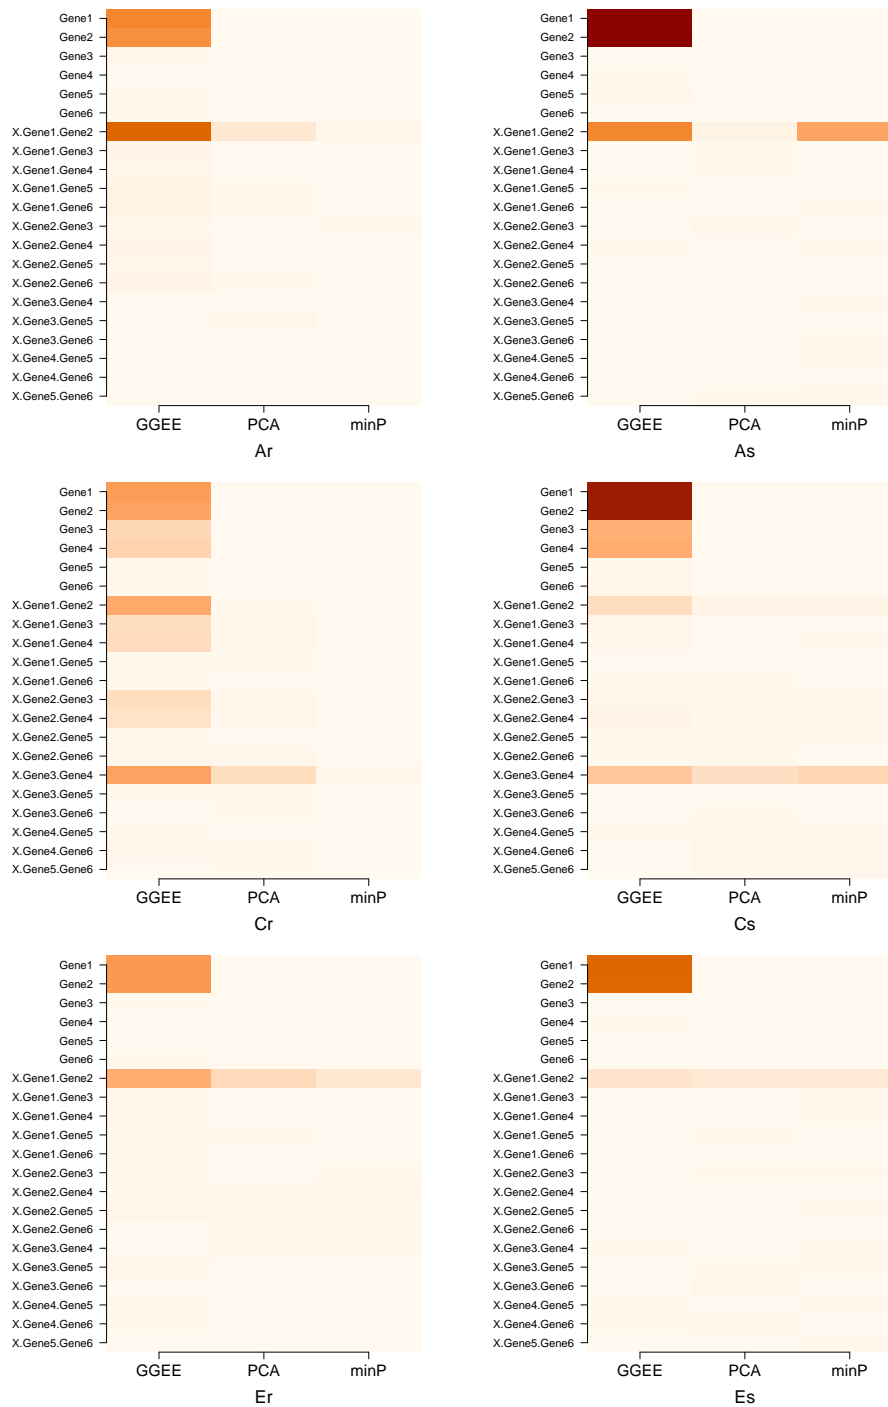 Gene1
Gene2
Gene3
Gene4
Gene5
Gene6
X.Gene1.Gene2
X.Gene1.Gene3
X.Gene1.Gene4
X.Gene1.Gene5
X.Gene1.Gene6
X.Gene2.Gene3
X.Gene2.Gene4
X.Gene2.Gene5
X.Gene2.Gene6
X.Gene3.Gene4
X.Gene3.Gene5
X.Gene3.Gene6
X.Gene4.Gene5
X.Gene4.Gene6
X.Gene5.Gene6
GGEE PCA minP
Ar
Gene1
Gene2
Gene3
Gene4
Gene5
Gene6
X.Gene1.Gene2
X.Gene1.Gene3
X.Gene1.Gene4
X.Gene1.Gene5
X.Gene1.Gene6
X.Gene2.Gene3
X.Gene2.Gene4
X.Gene2.Gene5
X.Gene2.Gene6
X.Gene3.Gene4
X.Gene3.Gene5
X.Gene3.Gene6
X.Gene4.Gene5
X.Gene4.Gene6
X.Gene5.Gene6
GGEE PCA minP
As
Gene1
Gene2
Gene3
Gene4
Gene5
Gene6
X.Gene1.Gene2
X.Gene1.Gene3
X.Gene1.Gene4
X.Gene1.Gene5
X.Gene1.Gene6
X.Gene2.Gene3
X.Gene2.Gene4
X.Gene2.Gene5
X.Gene2.Gene6
X.Gene3.Gene4
X.Gene3.Gene5
X.Gene3.Gene6
X.Gene4.Gene5
X.Gene4.Gene6
X.Gene5.Gene6
GGEE PCA minP
Cr
Gene1
Gene2
Gene3
Gene4
Gene5
Gene6
X.Gene1.Gene2
X.Gene1.Gene3
X.Gene1.Gene4
X.Gene1.Gene5
X.Gene1.Gene6
X.Gene2.Gene3
X.Gene2.Gene4
X.Gene2.Gene5
X.Gene2.Gene6
X.Gene3.Gene4
X.Gene3.Gene5
X.Gene3.Gene6
X.Gene4.Gene5
X.Gene4.Gene6
X.Gene5.Gene6
GGEE PCA minP
Cs
Gene1
Gene2
Gene3
Gene4
Gene5
Gene6
X.Gene1.Gene2
X.Gene1.Gene3
X.Gene1.Gene4
X.Gene1.Gene5
X.Gene1.Gene6
X.Gene2.Gene3
X.Gene2.Gene4
X.Gene2.Gene5
X.Gene2.Gene6
X.Gene3.Gene4
X.Gene3.Gene5
X.Gene3.Gene6
X.Gene4.Gene5
X.Gene4.Gene6
X.Gene5.Gene6
GGEE PCA minP
Er
Gene1
Gene2
Gene3
Gene4
Gene5
Gene6
X.Gene1.Gene2
X.Gene1.Gene3
X.Gene1.Gene4
X.Gene1.Gene5
X.Gene1.Gene6
X.Gene2.Gene3
X.Gene2.Gene4
X.Gene2.Gene5
X.Gene2.Gene6
X.Gene3.Gene4
X.Gene3.Gene5
X.Gene3.Gene6
X.Gene4.Gene5
X.Gene4.Gene6
X.Gene5.Gene6
GGEE PCA minP
Es